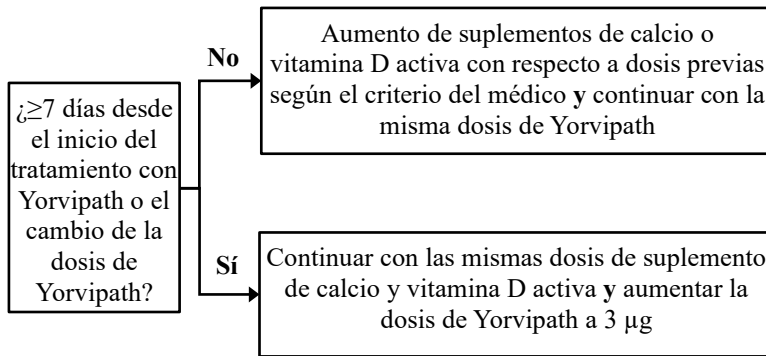 ¿≥7 días desde
el inicio del
tratamiento con
Yorvipath o el
cambio de la
dosis de
Yorvipath?
No
Aumento de suplementos de calcio o
vitamina D activa con respecto a dosis previas
según el criterio del médico y continuar con la
misma dosis de Yorvipath
Sí
Continuar con las mismas dosis de suplemento
de calcio y vitamina D activa y aumentar la
dosis de Yorvipath a 3 µg